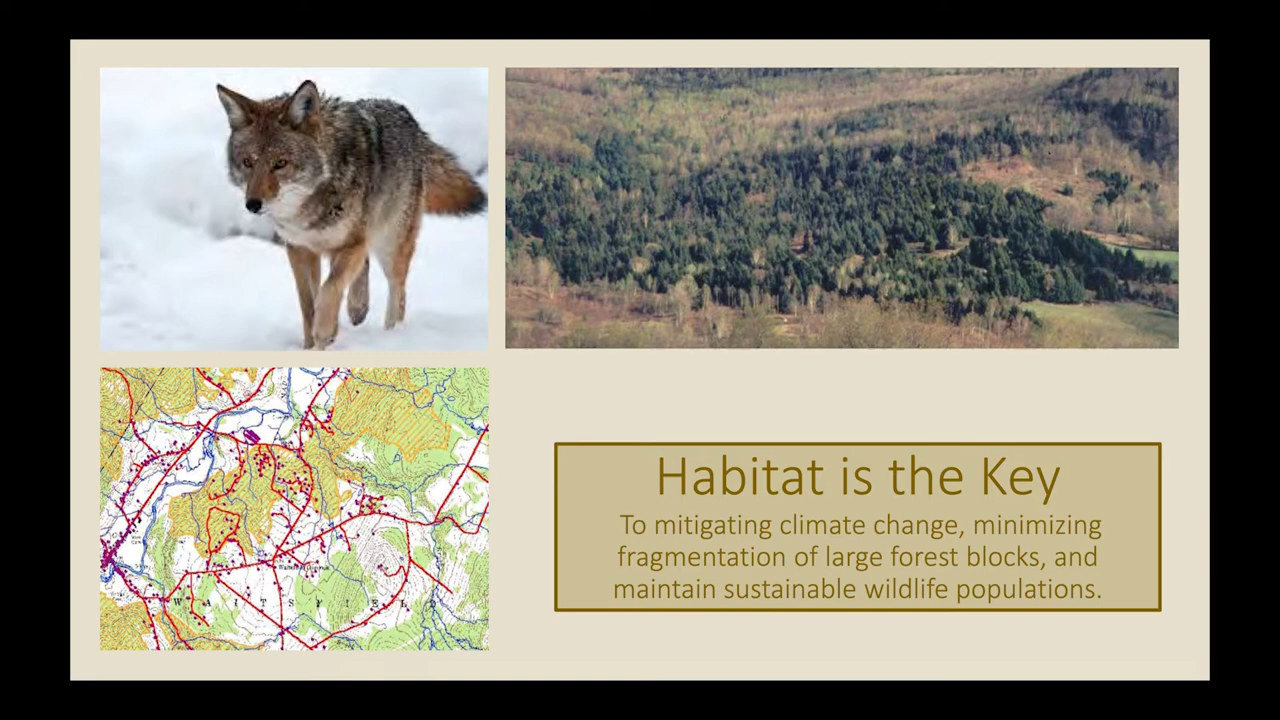 WAITSFIELD
Habitat is the Key
To mitigating climate change, minimizing
fragmentation of large forest blocks, and
maintain sustainable wildlife populations.